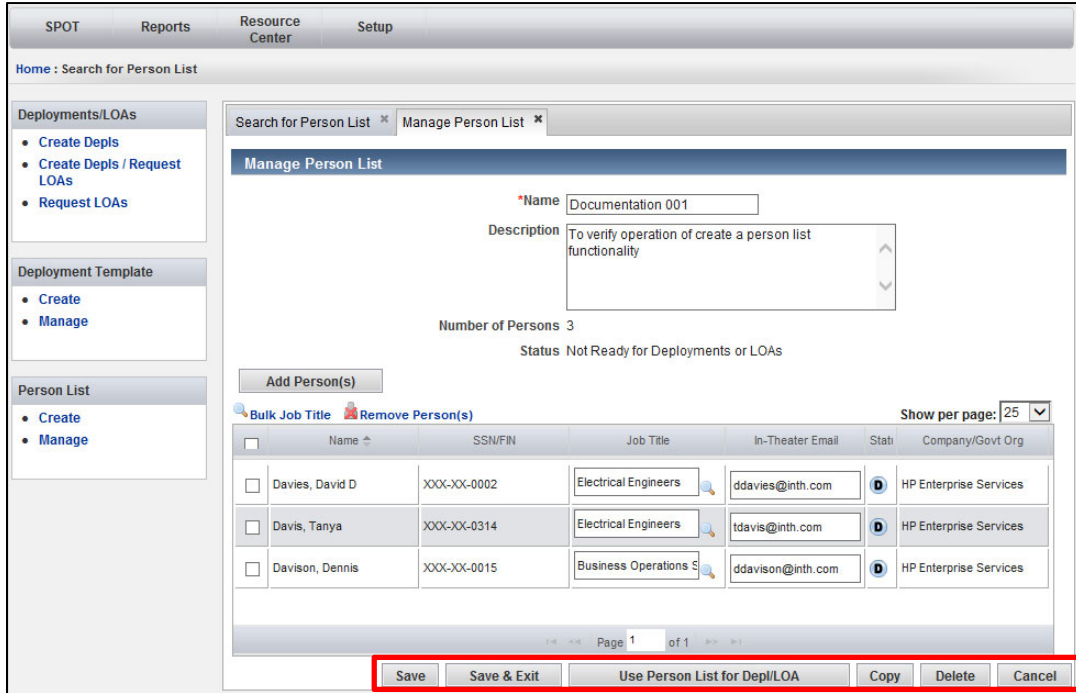 SPOT Reports Resource Center Setup
Home : Search for Person List
Deployments/LOAs
Create Depls
Create Depls / Request
LOAs
Request LOAs
Deployment Template
Create
Manage
Person List
Create
Manage
Search for Person List Manage Person List
Manage Person List
*Name Documentation 001
Description To verify operation of create a person list
functionality
Number of Persons 3
Status Not Ready for Deployments or LOAs
Add Person(s)
Bulk Job Title Remove Person(s) Show per page: 25
Name SSN/FIN Job Title In-Theater Email Statu Company/Govt Org
Davies, David D XXX-XX-0002 Electrical Engineers ddavies@inth.com D HP Enterprise Services
Davis, Tanya XXX-XX-0314 Electrical Engineers tdavis@inth.com D HP Enterprise Services
Davison, Dennis XXX-XX-0015 Business Operations S ddavison@inth.com D HP Enterprise Services
Page 1 of 1
Save Save & Exit Use Person List for Depl/LOA Copy Delete Cancel